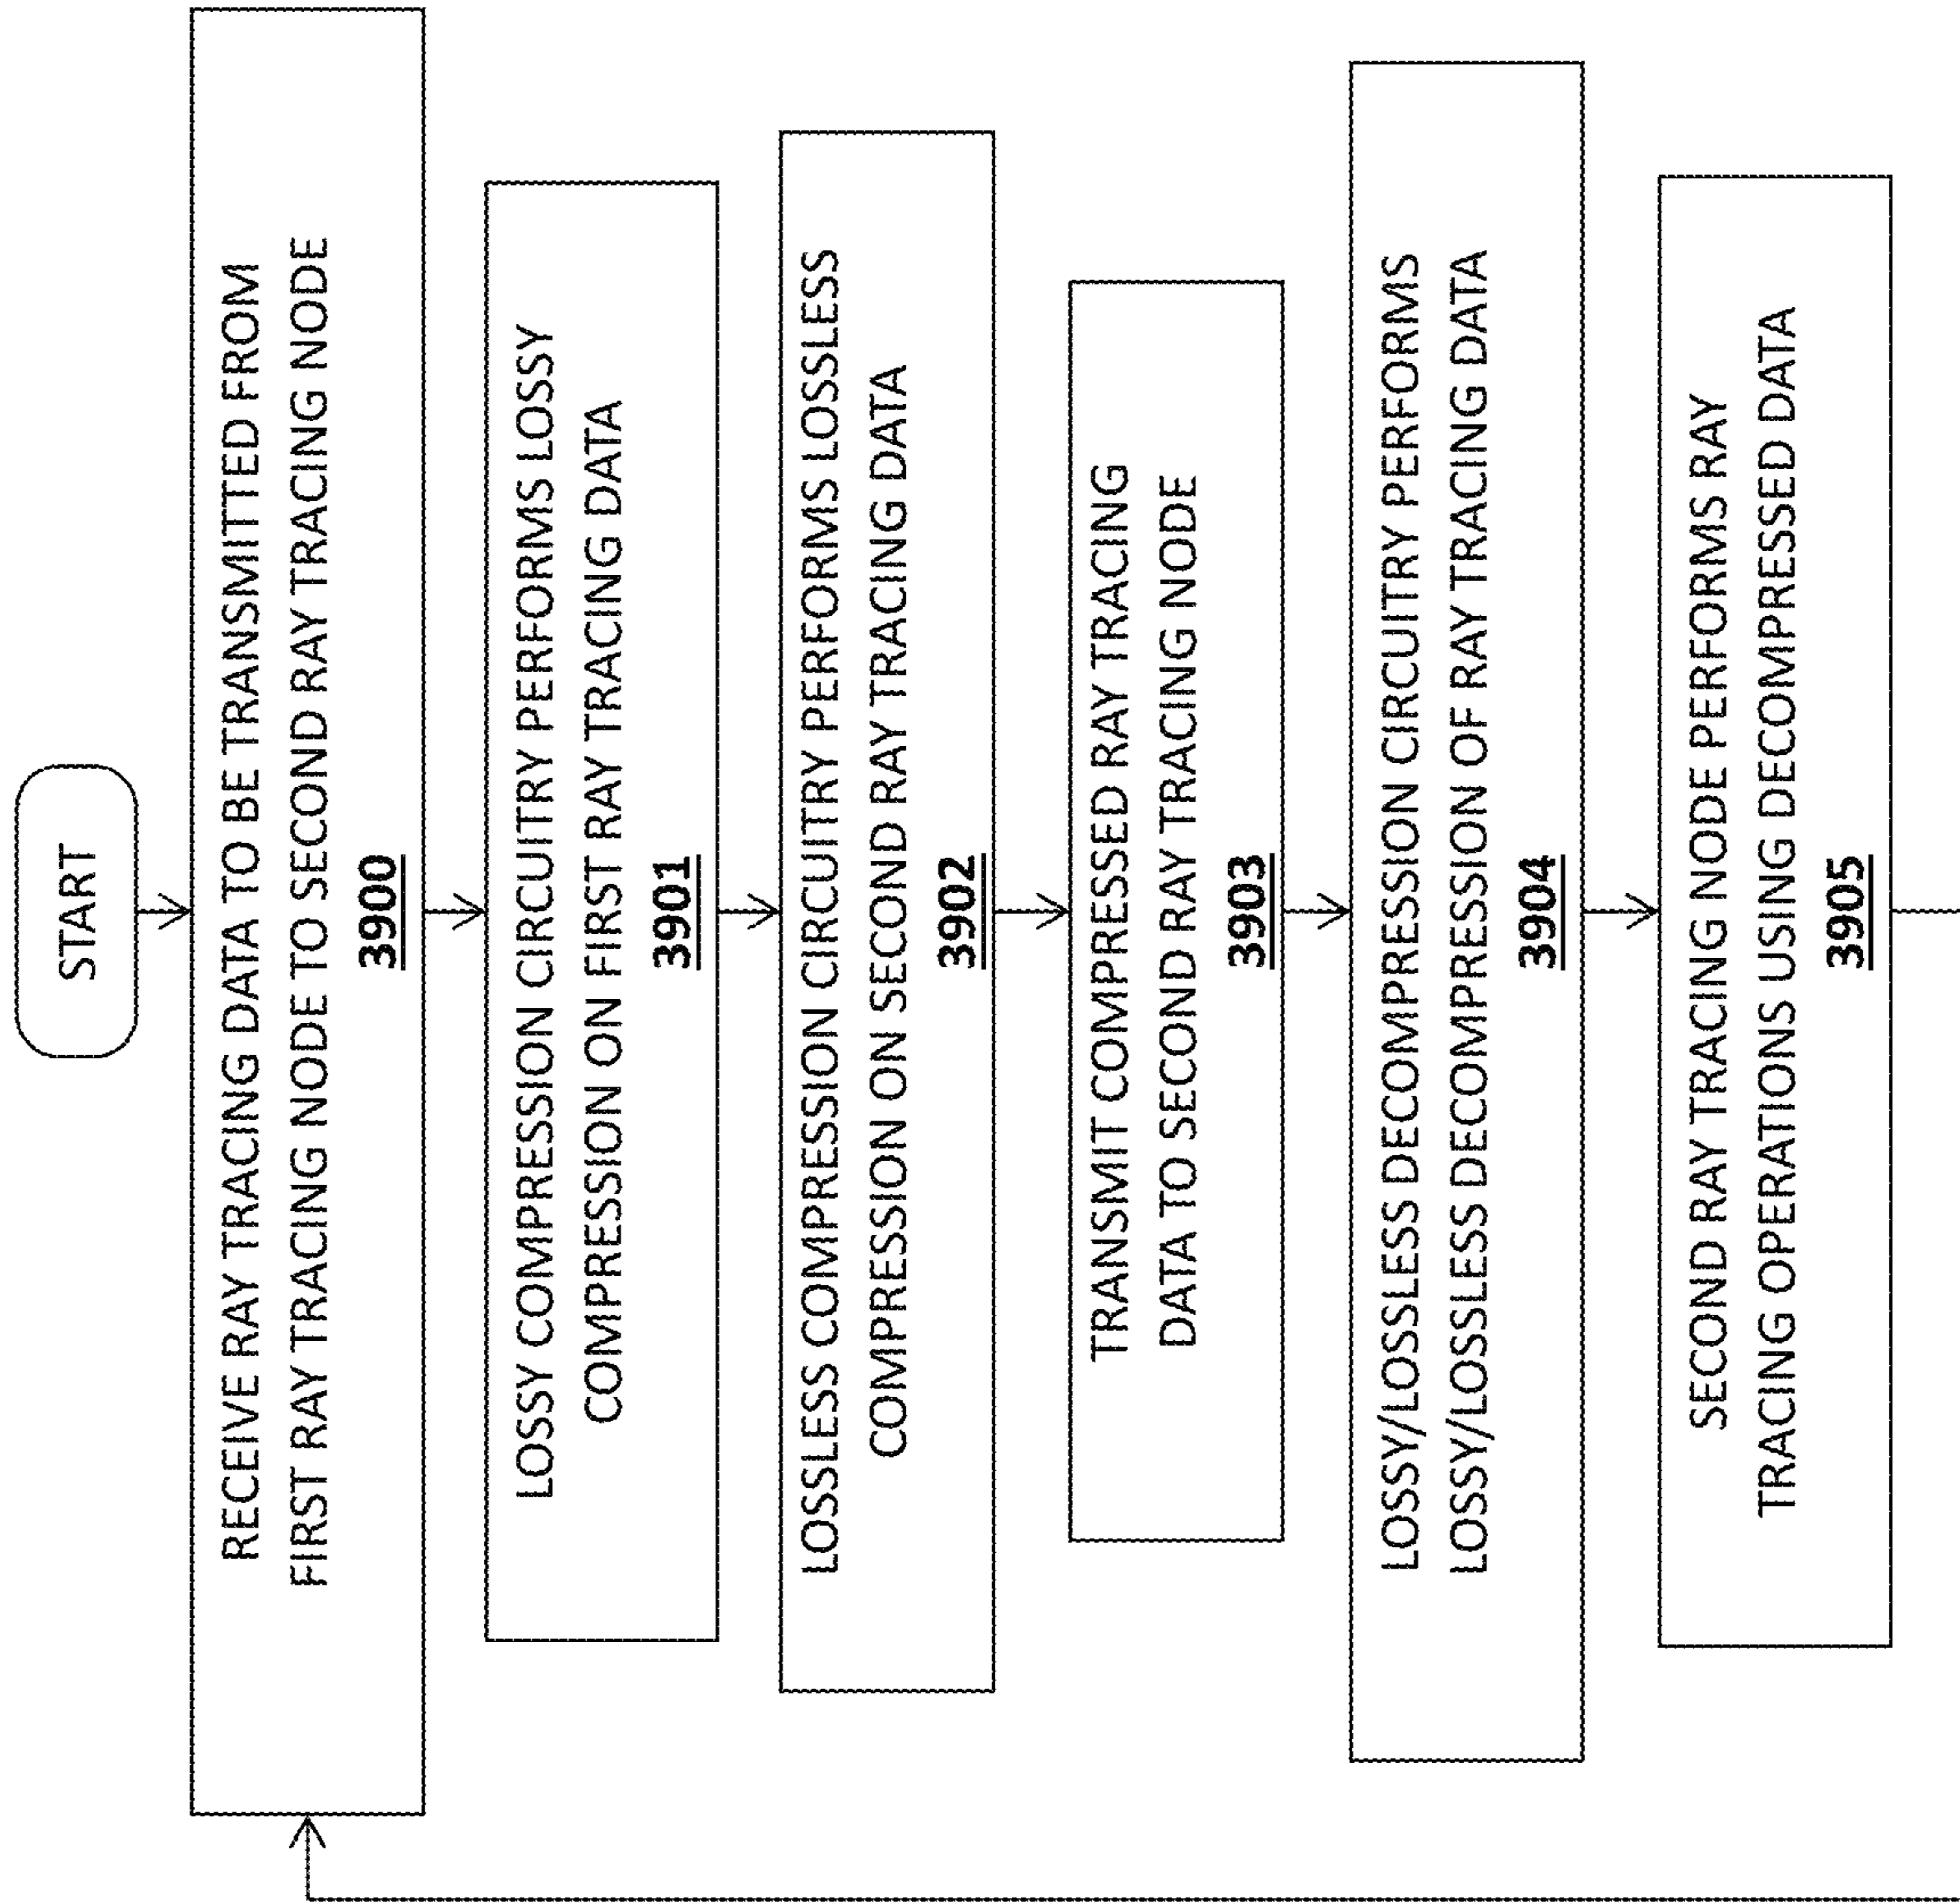 START
RECEIVE RAY TRACING DATA TO BE TRANSMITTED FROM
FIRST RAY TRACING NODE TO SECOND RAY TRACING NODE
3900
LOSSY COMPRESSION CIRCUITRY PERFORMS LOSSY
COMPRESSION ON FIRST RAY TRACING DATA
3901
LOSSLESS COMPRESSION CIRCUITRY PERFORMS LOSSLESS
COMPRESSION ON SECOND RAY TRACING DATA
3902
TRANSMIT COMPRESSED RAY TRACING
DATA TO SECOND RAY TRACING NODE
3903
LOSSY/LOSSLESS DECOMPRESSION CIRCUITRY PERFORMS
LOSSY/LOSSLESS DECOMPRESSION OF RAY TRACING DATA
3904
SECOND RAY TRACING NODE PERFORMS RAY
TRACING OPERATIONS USING DECOMPRESSED DATA
3905